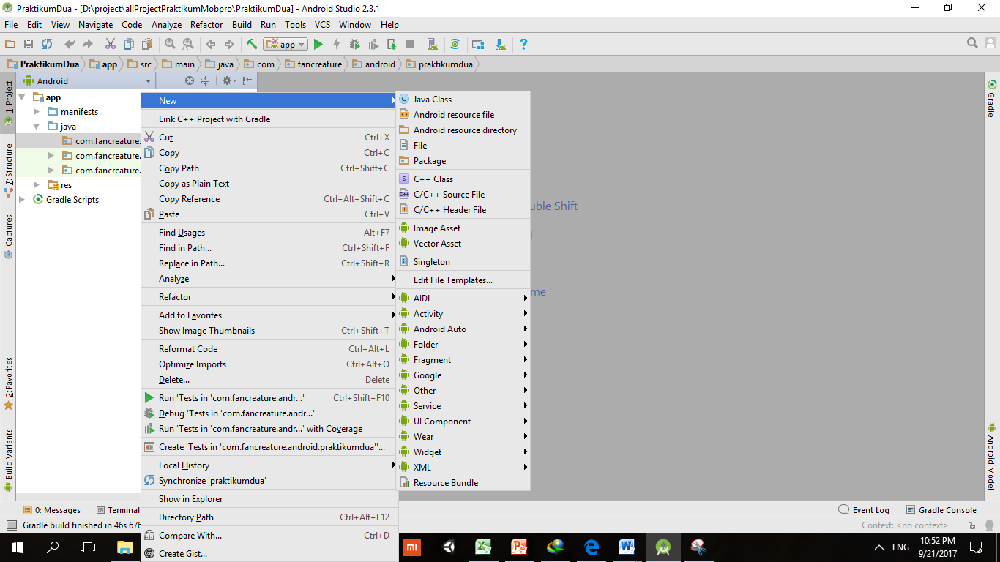 PraktikumDua - [D:\project\allProjectPraktikumMobpro\PraktikumDua] - Android Studio 2.3.1
File Edit View Navigate Code Analyze Refactor Build Run Tools VCS Window Help
app
PraktikumDua app src main java com fancreature android praktikumdua
1: Project
7: Structure
Captures
2: Favorites
Build Variants
Android
app
manifests
java
com.fancreature.
com.fancreature.
com.fancreature.
res
Gradle Scripts
New
Link C++ Project with Gradle
Cut Ctrl+X
Copy Ctrl+C
Copy Path Ctrl+Shift+C
Copy as Plain Text
Copy Reference Ctrl+Alt+Shift+C
Paste Ctrl+V
Find Usages Alt+F7
Find in Path... Ctrl+Shift+F
Replace in Path... Ctrl+Shift+R
Analyze
Refactor
Add to Favorites
Show Image Thumbnails Ctrl+Shift+T
Reformat Code Ctrl+Alt+L
Optimize Imports Ctrl+Alt+O
Delete... Delete
Run 'Tests in 'com.fancreature.andr...' Ctrl+Shift+F10
Debug 'Tests in 'com.fancreature.andr...'
Run 'Tests in 'com.fancreature.andr...' with Coverage
Create 'Tests in 'com.fancreature.android.praktikumdua''...
Local History
Synchronize 'praktikumdua'
Show in Explorer
Directory Path Ctrl+Alt+F12
Compare With... Ctrl+D
Create Gist...
Java Class
Android resource file
Android resource directory
File
Package
C++ Class
C/C++ Source File
C/C++ Header File
Image Asset
Vector Asset
Singleton
Edit File Templates...
AIDL
Activity
Android Auto
Folder
Fragment
Google
Other
Service
UI Component
Wear
Widget
XML
Resource Bundle
uble Shift
me
Gradle
Android Model
0: Messages Terminal Event Log Gradle Console
Gradle build finished in 46s 676 Context: <no context>
ENG 10:52 PM
9/21/2017